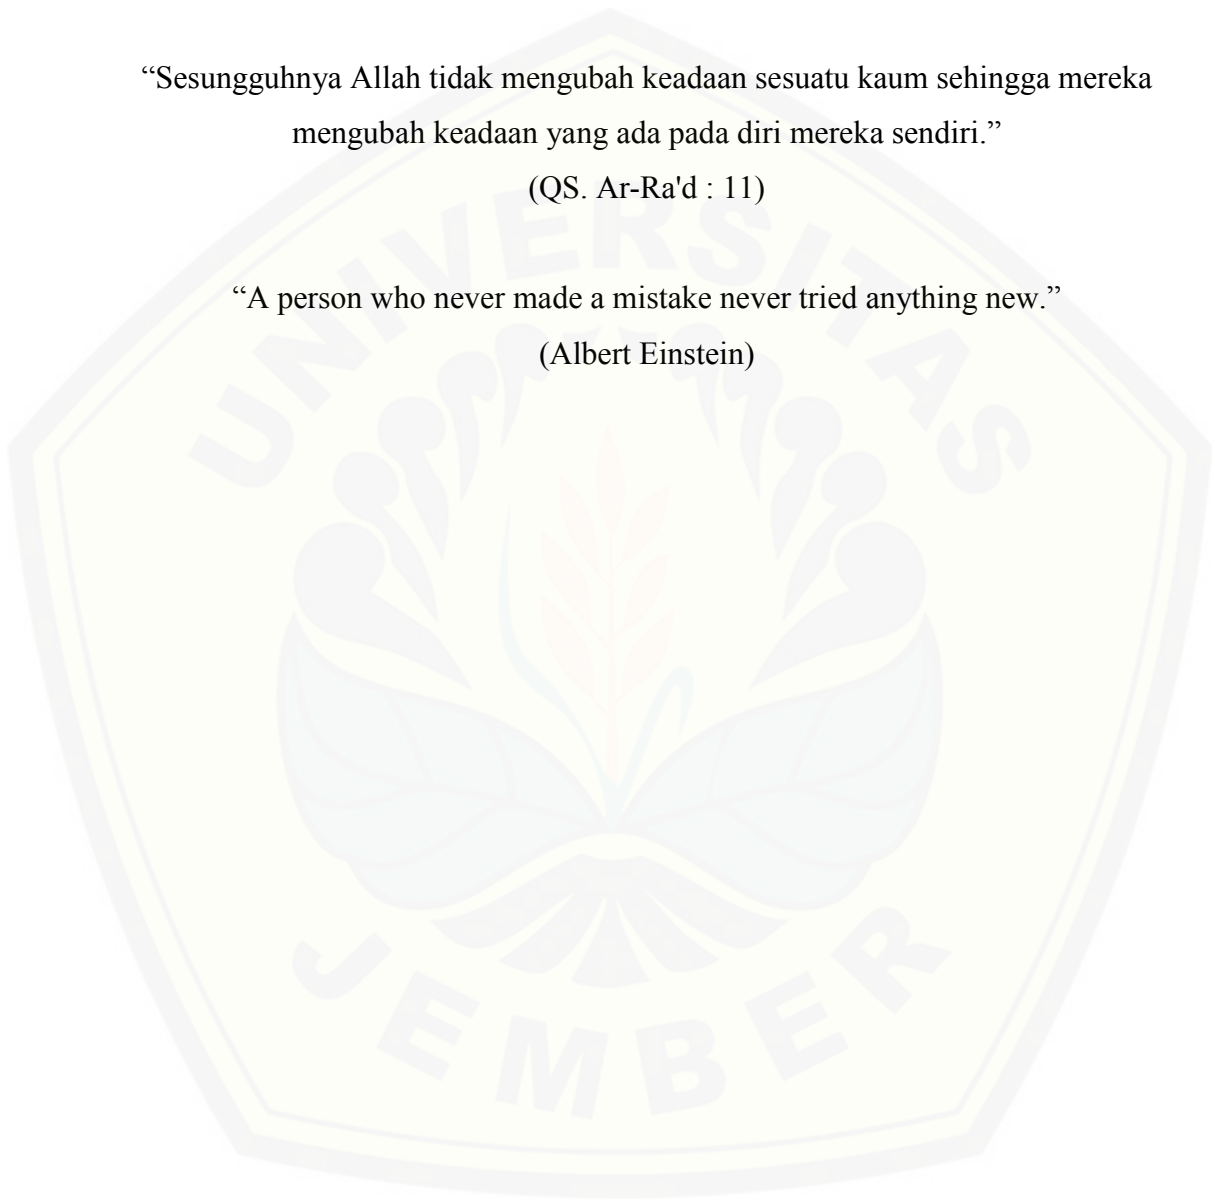 “Sesungguhnya Allah tidak mengubah keadaan sesuatu kaum sehingga mereka
mengubah keadaan yang ada pada diri mereka sendiri.”
(QS. Ar-Ra'd : 11)
“A person who never made a mistake never tried anything new.”
(Albert Einstein)
UNIVERSITAS
JEMBER